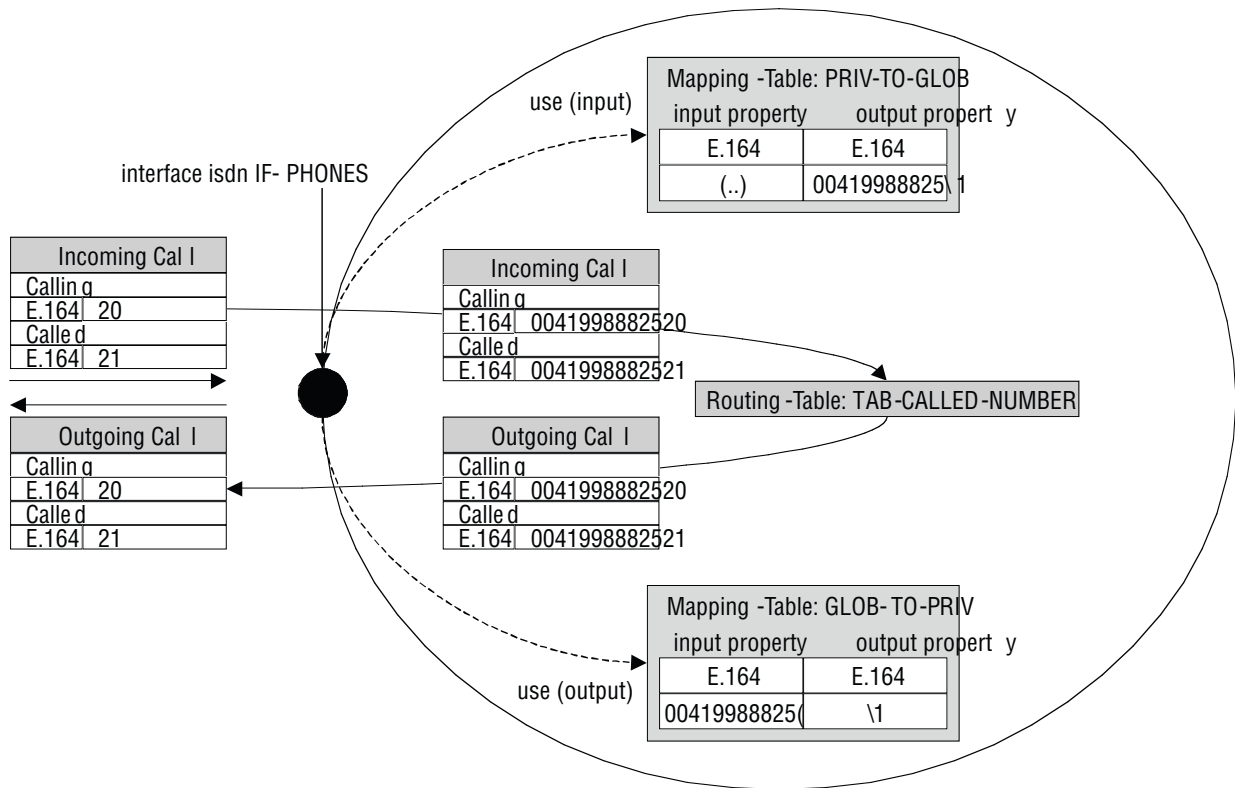 Mapping -Table: PRIV-TO-GLOB
use (input)
input property output propert y
E.164 E.164
(..) 00419988825\ 1
interface isdn IF- PHONES
Incoming Cal l
Callin g
E.164 20
Calle d
E.164 21
Incoming Cal l
Callin g
E.164 0041998882520
Calle d
E.164 0041998882521
Routing -Table: TAB-CALLED-NUMBER
Outgoing Cal l
Callin g
E.164 20
Calle d
E.164 21
Outgoing Cal l
Callin g
E.164 0041998882520
Calle d
E.164 0041998882521
Mapping -Table: GLOB- TO-PRIV
input property output propert y
E.164 E.164
use (output)
00419988825( \1